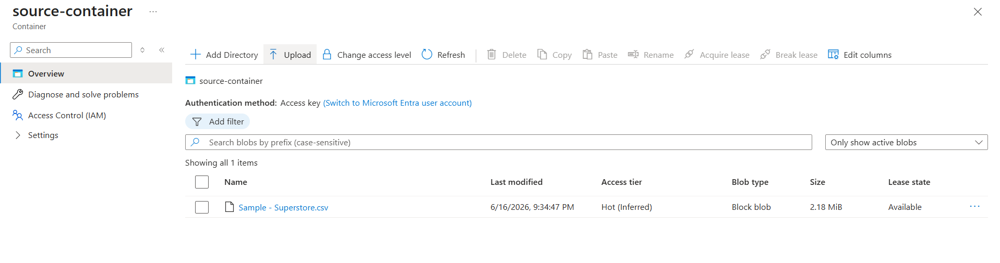 source-container ...
Container
Search
Overview
Diagnose and solve problems
Access Control (IAM)
Settings
Add Directory Upload Change access level Refresh Delete Copy Paste Rename Acquire lease Break lease Edit columns
source-container
Authentication method: Access key (Switch to Microsoft Entra user account)
Add filter
Search blobs by prefix (case-sensitive) Only show active blobs
Showing all 1 items
Name Last modified Access tier Blob type Size Lease state
Sample - Superstore.csv 6/16/2026, 9:34:47 PM Hot (Inferred) Block blob 2.18 MiB Available ...